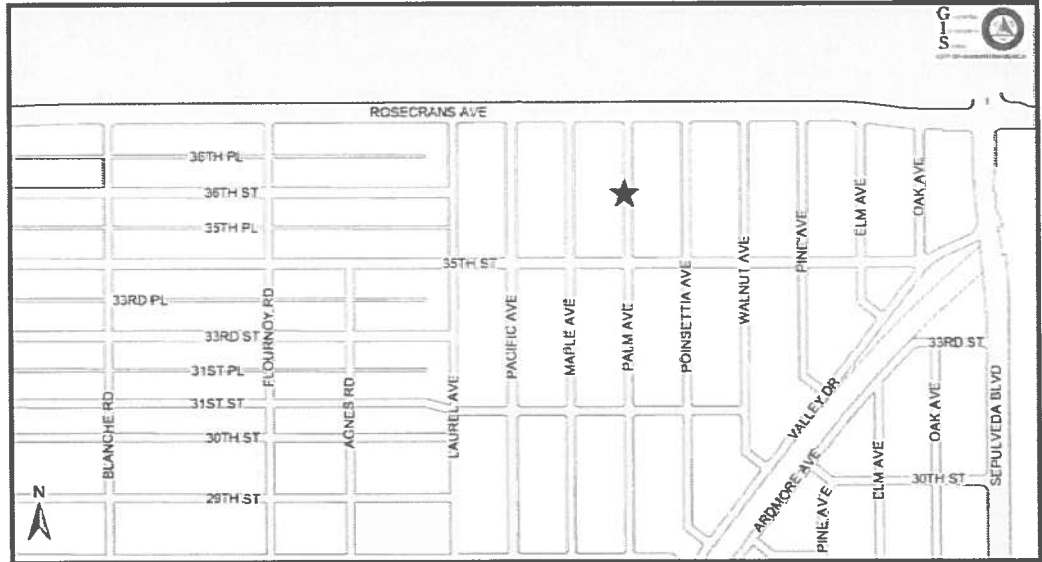 G
I
S
ROSECRANS AVE
36TH PL
36TH ST
35TH PL
35TH ST
33RD PL
33RD ST
31ST PL
31ST ST
30TH ST
29TH ST
BLANCHE RD
FLOURNOY RD
AGNES RD
LAUREL AVE
PACIFIC AVE
MAPLE AVE
PALM AVE
POINSETTIA AVE
WALNUT AVE
PINE AVE
ELM AVE
OAK AVE
VALLEY DR
ARDMORE AVE
PINE AVE
ELM AVE
OAK AVE
33RD ST
30TH ST
SEPULVEDA BLVD
N